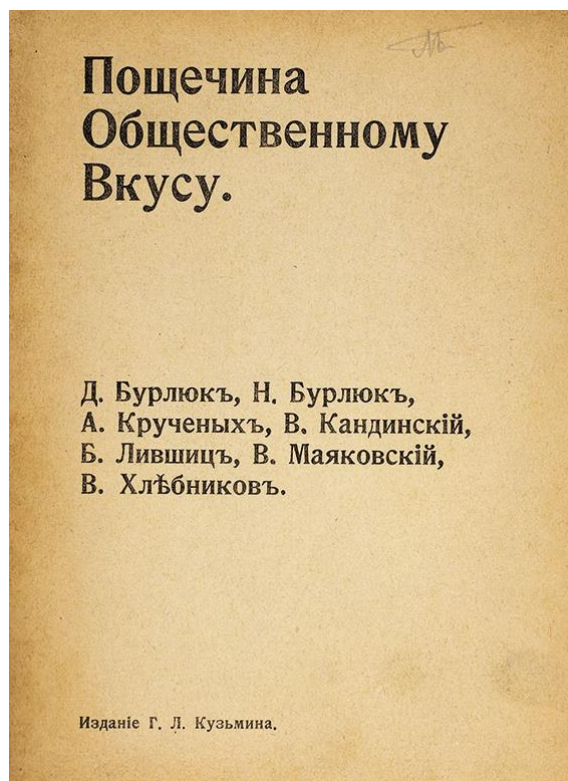 Пощечина
Общественному
Вкусу.
Д. Бурлюкъ, Н. Бурлюкъ,
А. Крученыхъ, В. Кандинскій,
Б. Лившицъ, В. Маяковскій,
В. Хлѣбниковъ.
Изданіе Г. Л. Кузьмина.